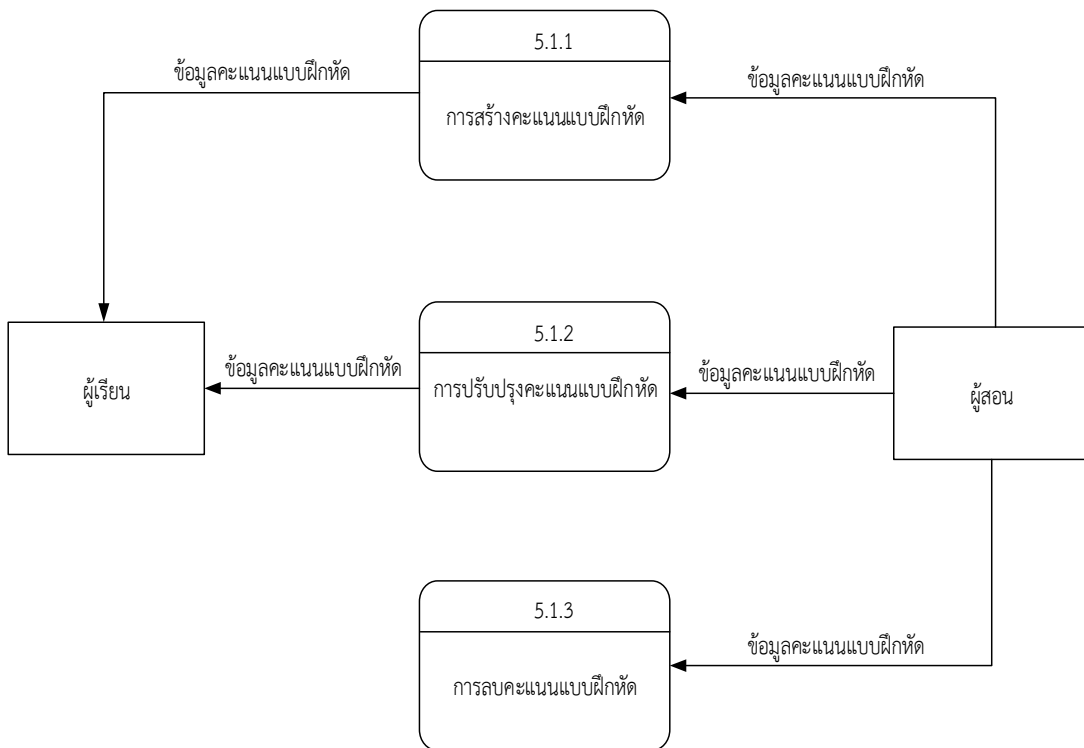 5.1.1
ข้อมูลคะแนนแบบฝึกหัด
ข้อมูลคะแนนแบบฝึกหัด
การสร้างคะแนนแบบฝึกหัด
5.1.2
ข้อมูลคะแนนแบบฝึกหัด
ข้อมูลคะแนนแบบฝึกหัด
ผู้เรียน
การปรับปรุงคะแนนแบบฝึกหัด
ผู้สอน
5.1.3
ข้อมูลคะแนนแบบฝึกหัด
การลบคะแนนแบบฝึกหัด